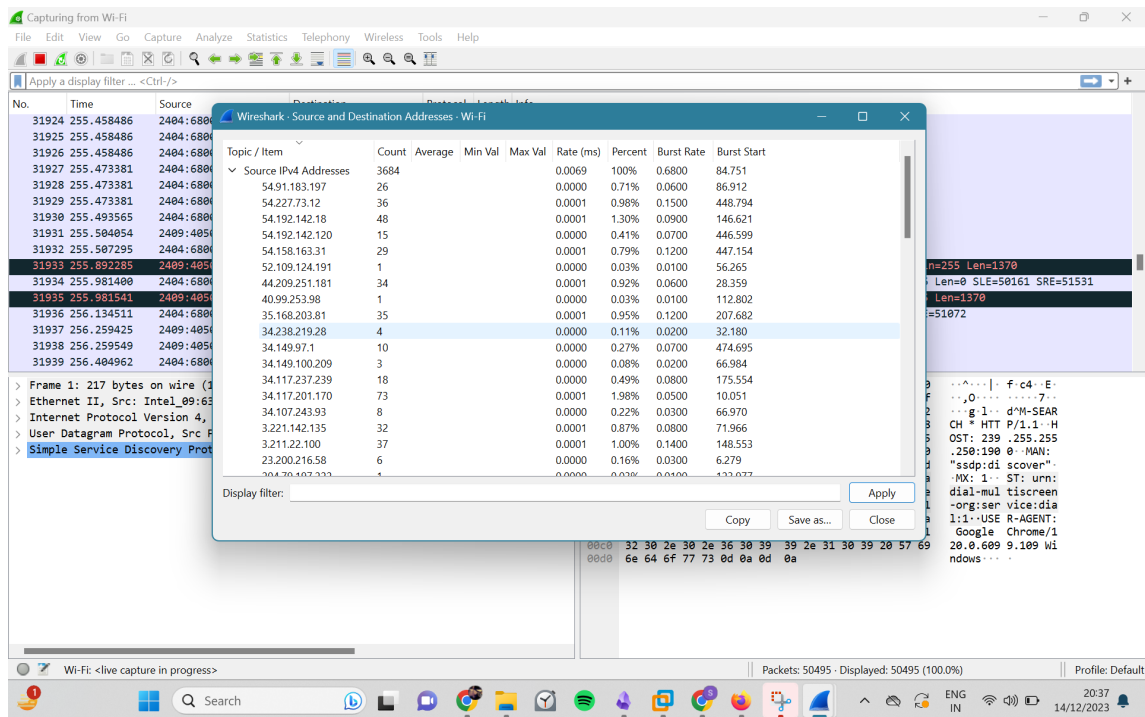 Capturing from Wi-Fi
File Edit View Go Capture Analyze Statistics Telephony Wireless Tools Help
Apply a display filter ... <Ctrl-/>
No. Time Source
31924 255.458486 2404:680
31925 255.458486 2404:680
31926 255.458486 2404:680
31927 255.473381 2404:680
31928 255.473381 2404:680
31929 255.473381 2404:680
31930 255.493565 2404:680
31931 255.504054 2409:405
31932 255.507295 2404:680
31933 255.892285 2409:405 n=255 Len=1370
31934 255.981400 2404:680 Len=0 SLE=50161 SRE=51531
31935 255.981541 2409:405 Len=1370
31936 256.134511 2404:680 =51072
31937 256.259425 2409:405
31938 256.259549 2409:405
31939 256.404962 2404:680
Wireshark · Source and Destination Addresses · Wi-Fi
Topic / Item Count Average Min Val Max Val Rate (ms) Percent Burst Rate Burst Start
Source IPv4 Addresses 3684 0.0069 100% 0.6800 84.751
54.91.183.197 26 0.0000 0.71% 0.0600 86.912
54.227.73.12 36 0.0001 0.98% 0.1500 448.794
54.192.142.18 48 0.0001 1.30% 0.0900 146.621
54.192.142.120 15 0.0000 0.41% 0.0700 446.599
54.158.163.31 29 0.0001 0.79% 0.1200 447.154
52.109.124.191 1 0.0000 0.03% 0.0100 56.265
44.209.251.181 34 0.0001 0.92% 0.0600 28.359
40.99.253.98 1 0.0000 0.03% 0.0100 112.802
35.168.203.81 35 0.0001 0.95% 0.1200 207.682
34.238.219.28 4 0.0000 0.11% 0.0200 32.180
34.149.97.1 10 0.0000 0.27% 0.0700 474.695
34.149.100.209 3 0.0000 0.08% 0.0200 66.984
34.117.237.239 18 0.0000 0.49% 0.0800 175.554
34.117.201.170 73 0.0001 1.98% 0.0500 10.051
34.107.243.93 8 0.0000 0.22% 0.0300 66.970
3.221.142.135 32 0.0001 0.87% 0.0800 71.966
3.211.22.100 37 0.0001 1.00% 0.1400 148.553
23.200.216.58 6 0.0000 0.16% 0.0300 6.279
Display filter:
Apply
Copy Save as... Close
Frame 1: 217 bytes on wire (1
Ethernet II, Src: Intel_09:63
Internet Protocol Version 4,
User Datagram Protocol, Src P
Simple Service Discovery Prot
··^···|· f·c4··E·
··,O···· ·····7··
···g·l·· d^M-SEAR
CH * HTT P/1.1··H
OST: 239 .255.255
.250:190 0··MAN:
"ssdp:di scover"·
·MX: 1·· ST: urn:
dial-mul tiscreen
-org:ser vice:dia
l:1··USE R-AGENT:
Google Chrome/1
00c0 32 30 2e 30 2e 36 30 39 39 2e 31 30 39 20 57 69 20.0.609 9.109 Wi
00d0 6e 64 6f 77 73 0d 0a 0d 0a ndows··· ·
Wi-Fi: <live capture in progress>
Packets: 50495 · Displayed: 50495 (100.0%)
Profile: Default
1
Search
ENG
IN
20:37
14/12/2023